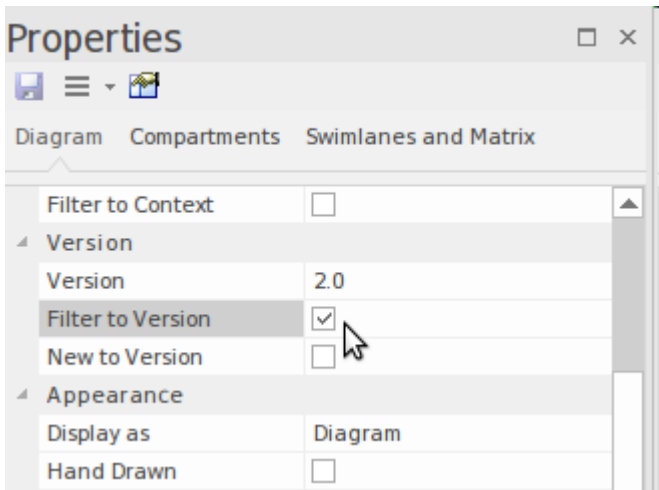 Properties
Diagram Compartments Swimlanes and Matrix
Filter to Context
Version
Version 2.0
Filter to Version
New to Version
Appearance
Display as Diagram
Hand Drawn